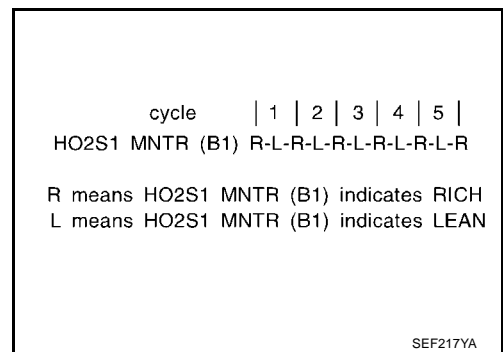 cycle | 1 | 2 | 3 | 4 | 5 |
HO2S1 MNTR (B1) R-L-R-L-R-L-R-L-R-L-R
R means HO2S1 MNTR (B1) indicates RICH
L means HO2S1 MNTR (B1) indicates LEAN
SEF217YA